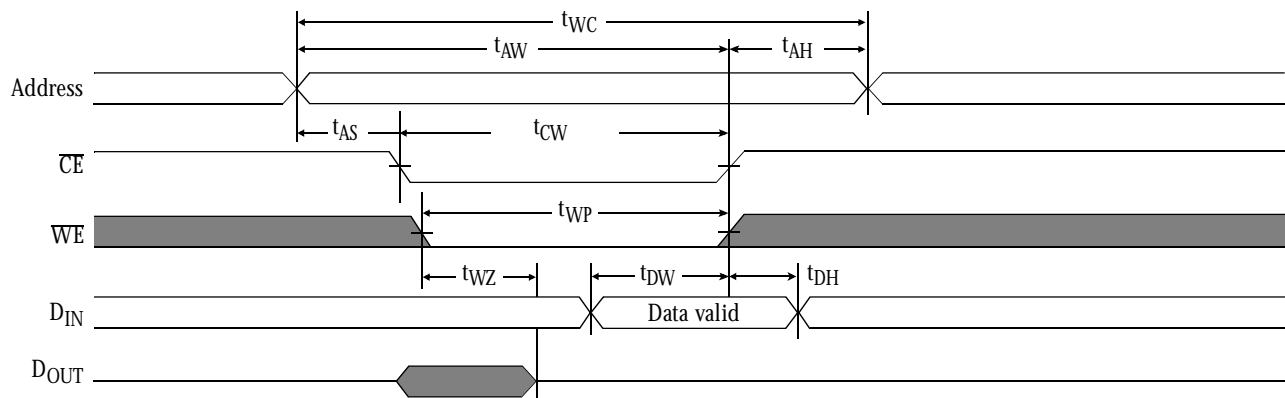 tWC
tAW tAH
Address
tAS tCW
CE
tWP
WE
tWZ tDW tDH
DIN Data valid
DOUT